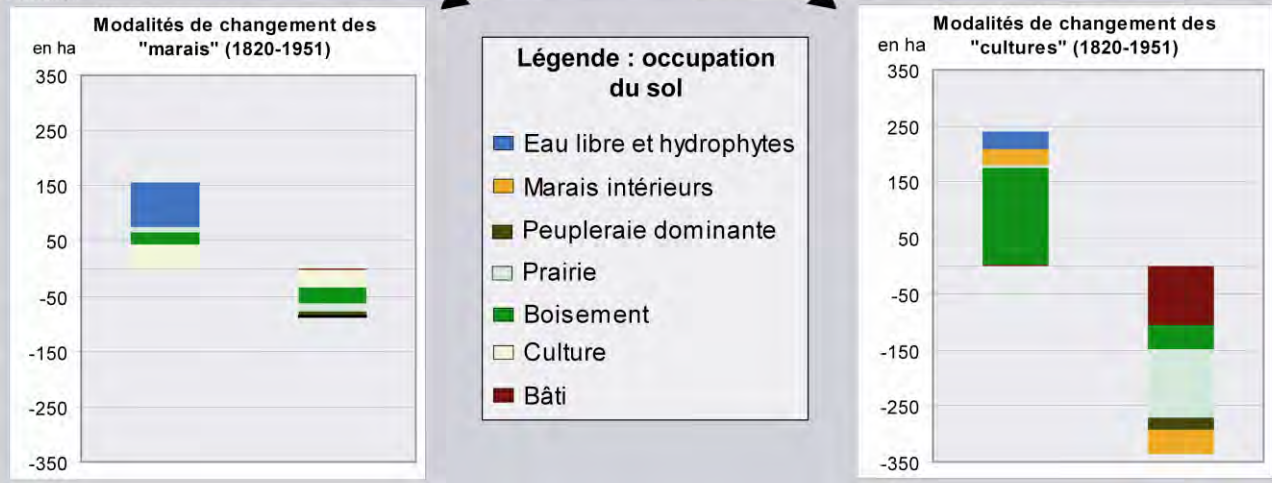 Modalités de changement des
"marais" (1820-1951)
en ha
350
250
150
50
-50
-150
-250
-350
Légende : occupation
du sol
Eau libre et hydrophytes
Marais intérieurs
Peupleraie dominante
Prairie
Boisement
Culture
Bâti
Modalités de changement des
"cultures" (1820-1951)
en ha
350
250
150
50
-50
-150
-250
-350